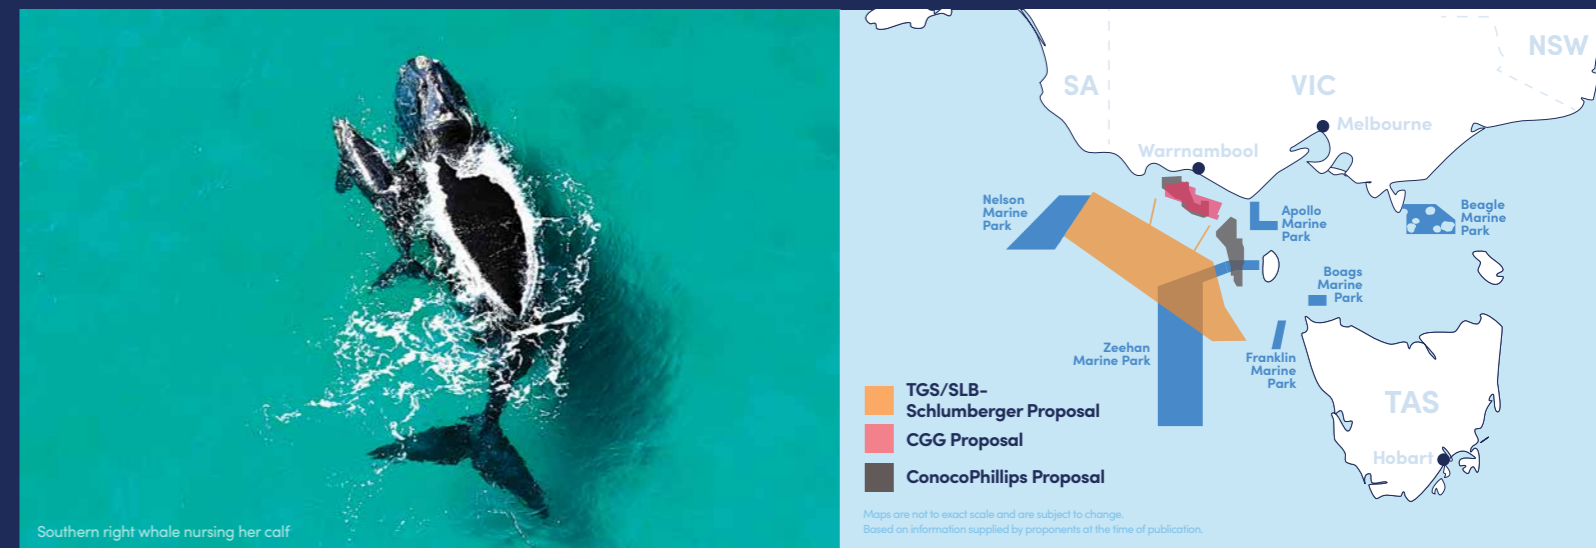 Southern right whale nursing her calf
SA
VIC
NSW
Melbourne
Warrnambool
Nelson
Marine
Park
Apollo
Marine
Park
Beagle
Marine
Park
Boags
Marine
Park
Zeehan
Marine Park
Franklin
Marine
Park
TAS
Hobart
TGS/SLB-
Schlumberger Proposal
CGG Proposal
ConocoPhillips Proposal
Maps are not to exact scale and are subject to change.
Based on information supplied by proponents at the time of publication.